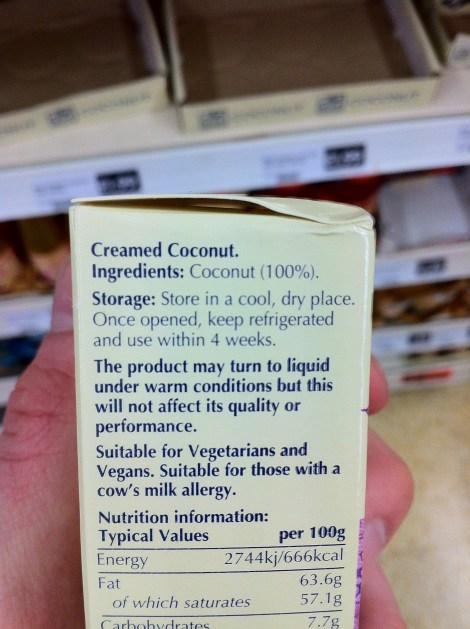 Creamed Coconut.
Ingredients: Coconut (100%).
Storage: Store in a cool, dry place.
Once opened, keep refrigerated
and use within 4 weeks.
The product may turn to liquid
under warm conditions but this
will not affect its quality or
performance.
Suitable for Vegetarians and
Vegans. Suitable for those with a
cow's milk allergy.
Nutrition information:
Typical Values per 100g
Energy 2744kj/666kcal
Fat 63.6g
of which saturates 57.1g
Carbohydrates 7.7g